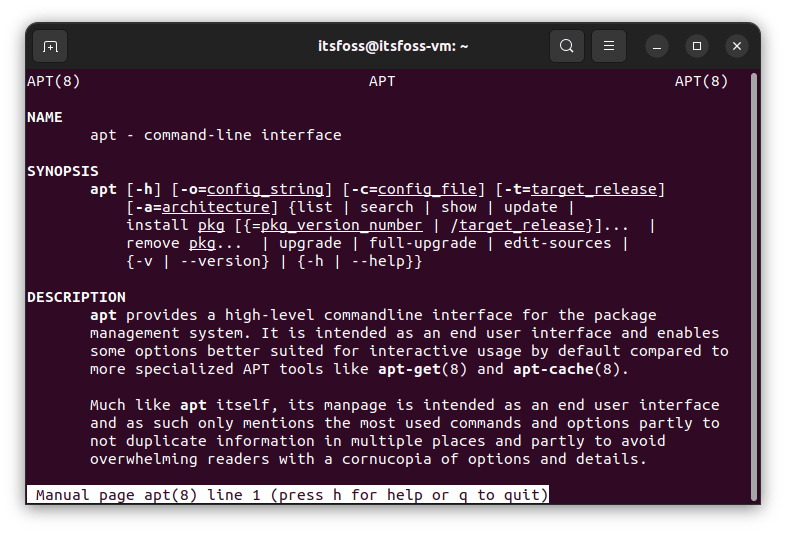 itsfoss@itsfoss-vm: ~
APT(8) APT APT(8)
NAME
apt - command-line interface
SYNOPSIS
apt [-h] [-o=config_string] [-c=config_file] [-t=target_release]
[-a=architecture] {list | search | show | update |
install pkg [{=pkg_version_number | /target_release}]... |
remove pkg... | upgrade | full-upgrade | edit-sources |
{-v | --version} | {-h | --help}}
DESCRIPTION
apt provides a high-level commandline interface for the package
management system. It is intended as an end user interface and enables
some options better suited for interactive usage by default compared to
more specialized APT tools like apt-get(8) and apt-cache(8).
Much like apt itself, its manpage is intended as an end user interface
and as such only mentions the most used commands and options partly to
not duplicate information in multiple places and partly to avoid
overwhelming readers with a cornucopia of options and details.
Manual page apt(8) line 1 (press h for help or q to quit)